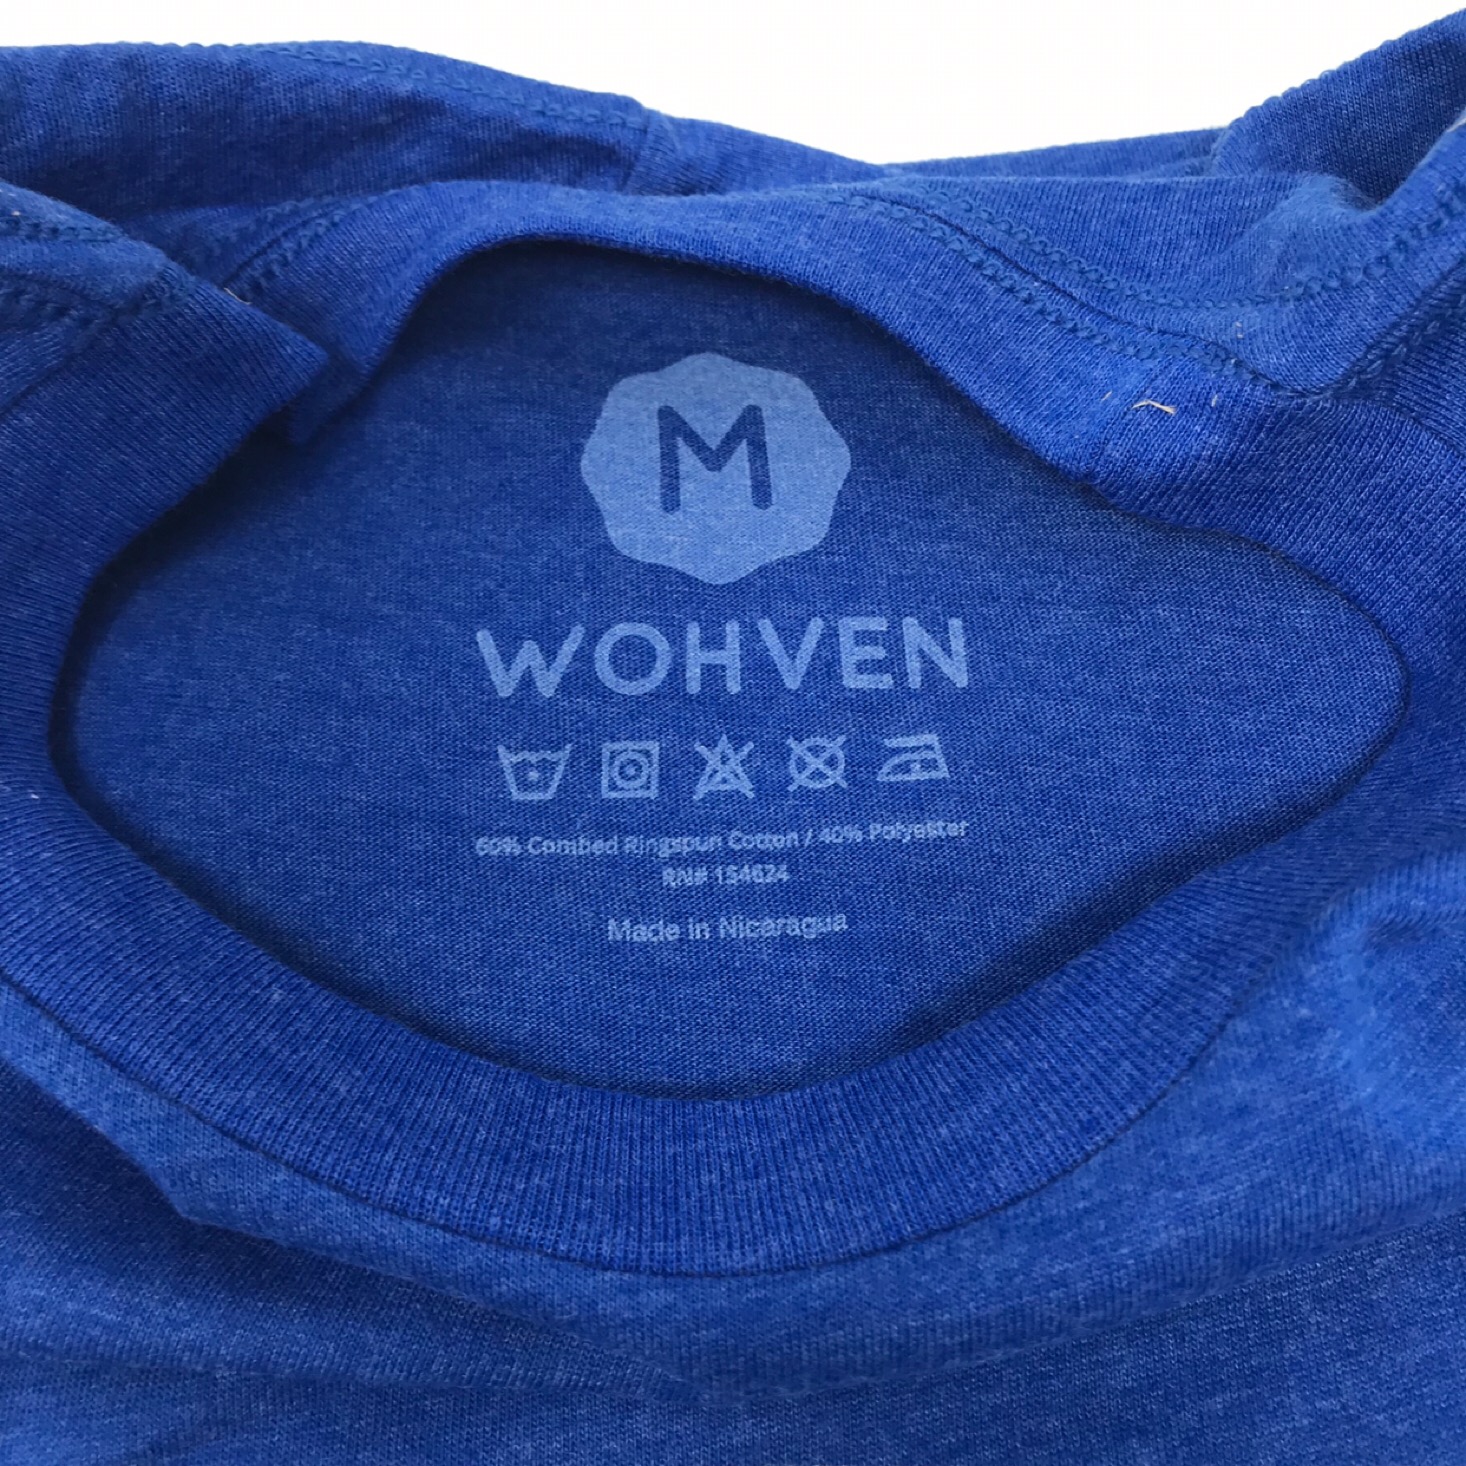 M
WOHVEN
60% Combed Ringspun Cotton / 40% Polyester
RN# 154624
Made in Nicaragua